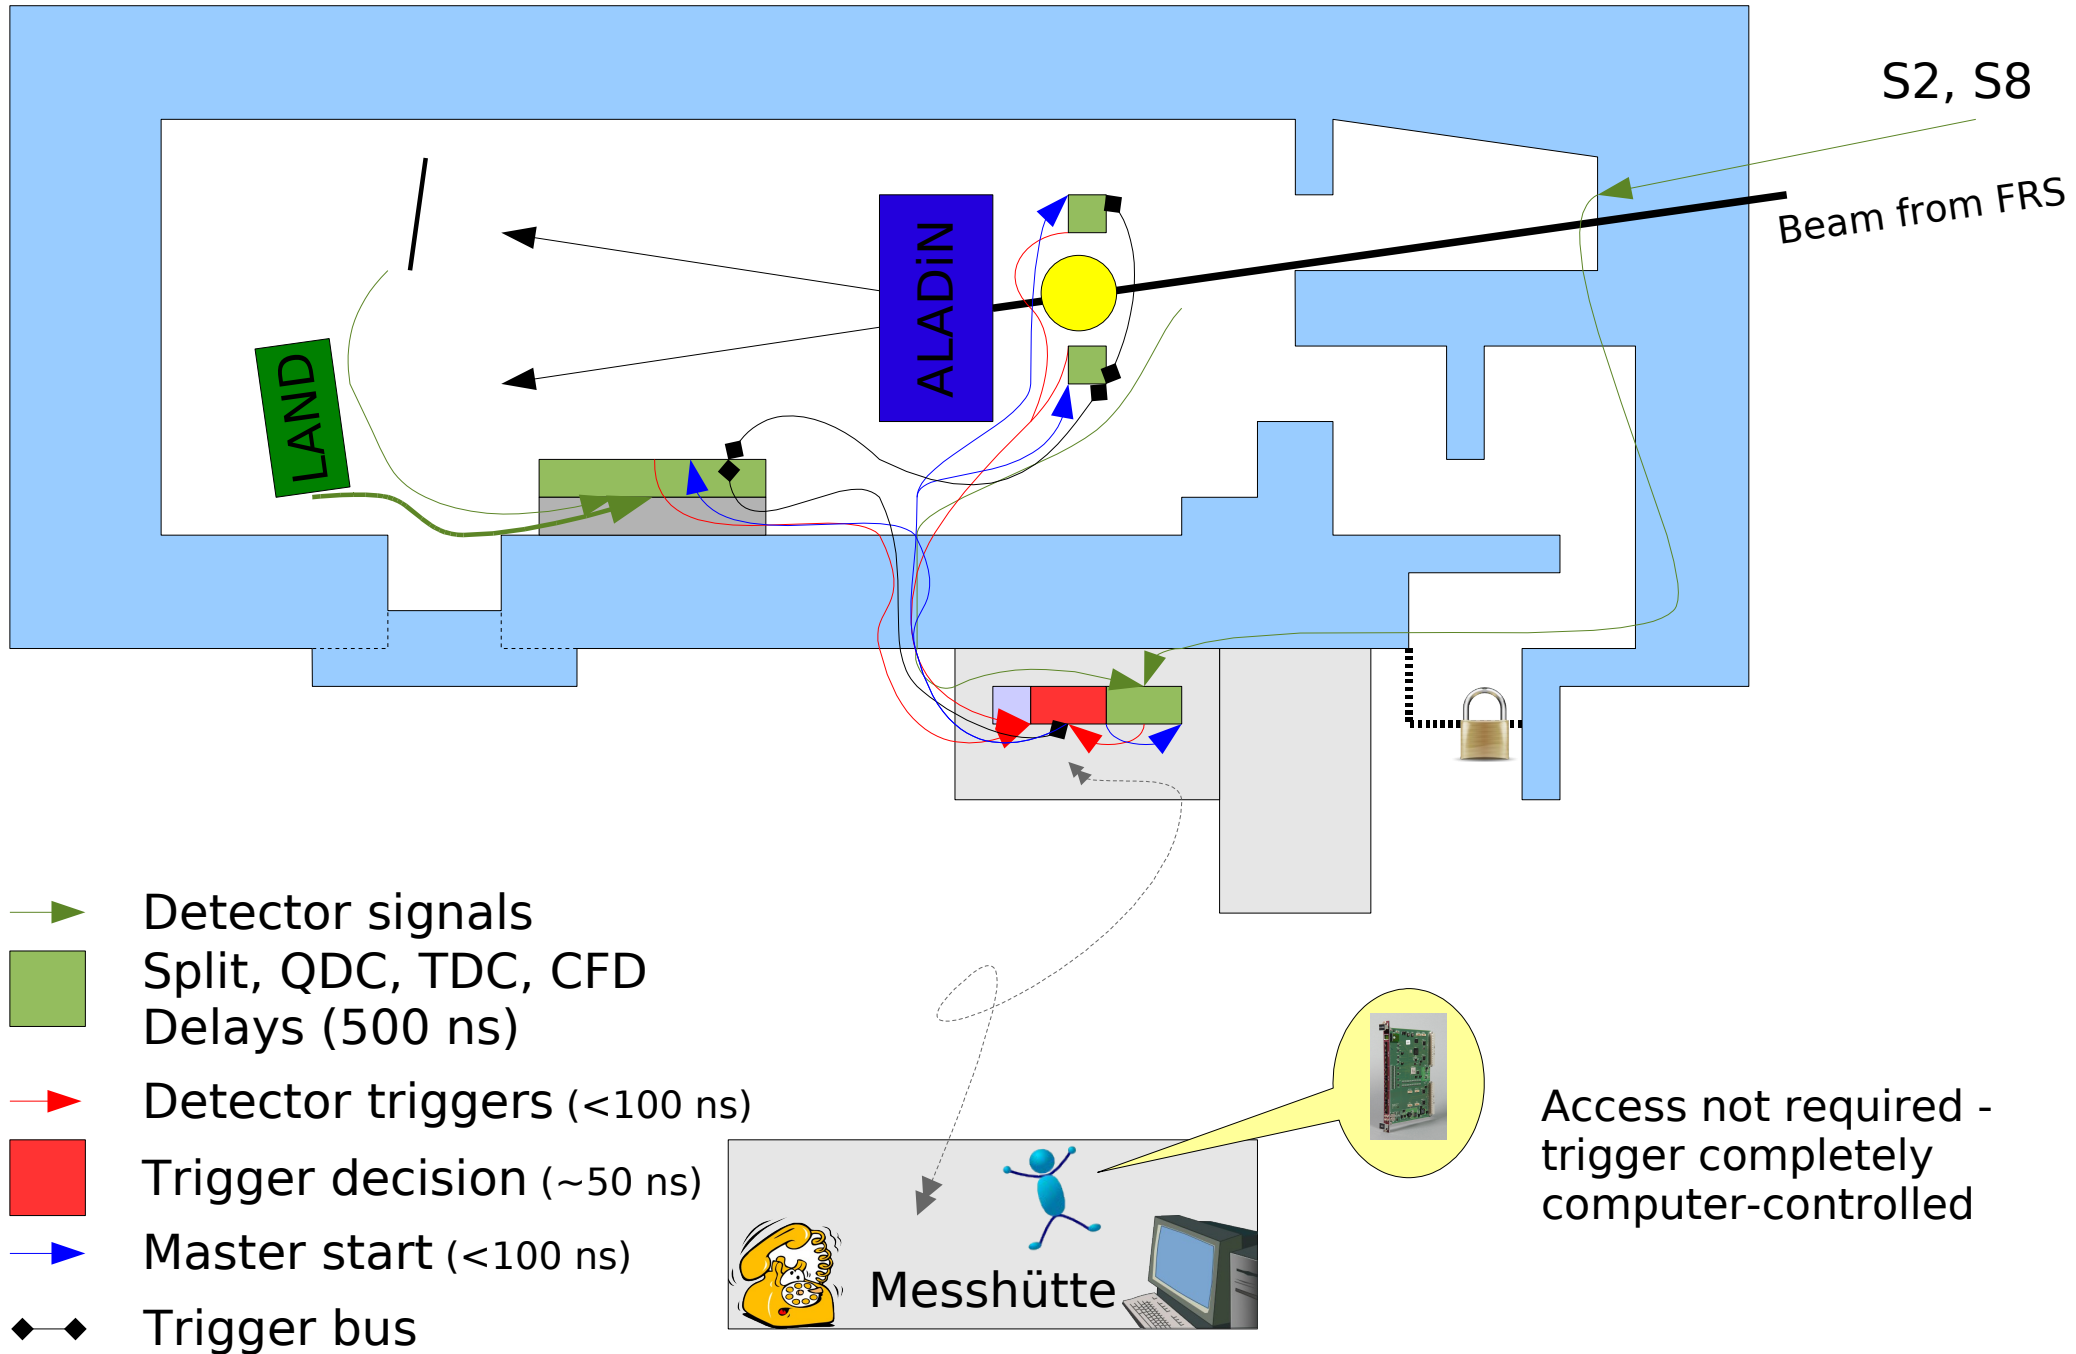 S2, S8
Beam from FRS
ALADiN
LAND
Detector signals
Split, QDC, TDC, CFD
Delays (500 ns)
Detector triggers (<100 ns)
Trigger decision (~50 ns)
Master start (<100 ns)
Trigger bus
Messhütte
Access not required -
trigger completely
computer-controlled